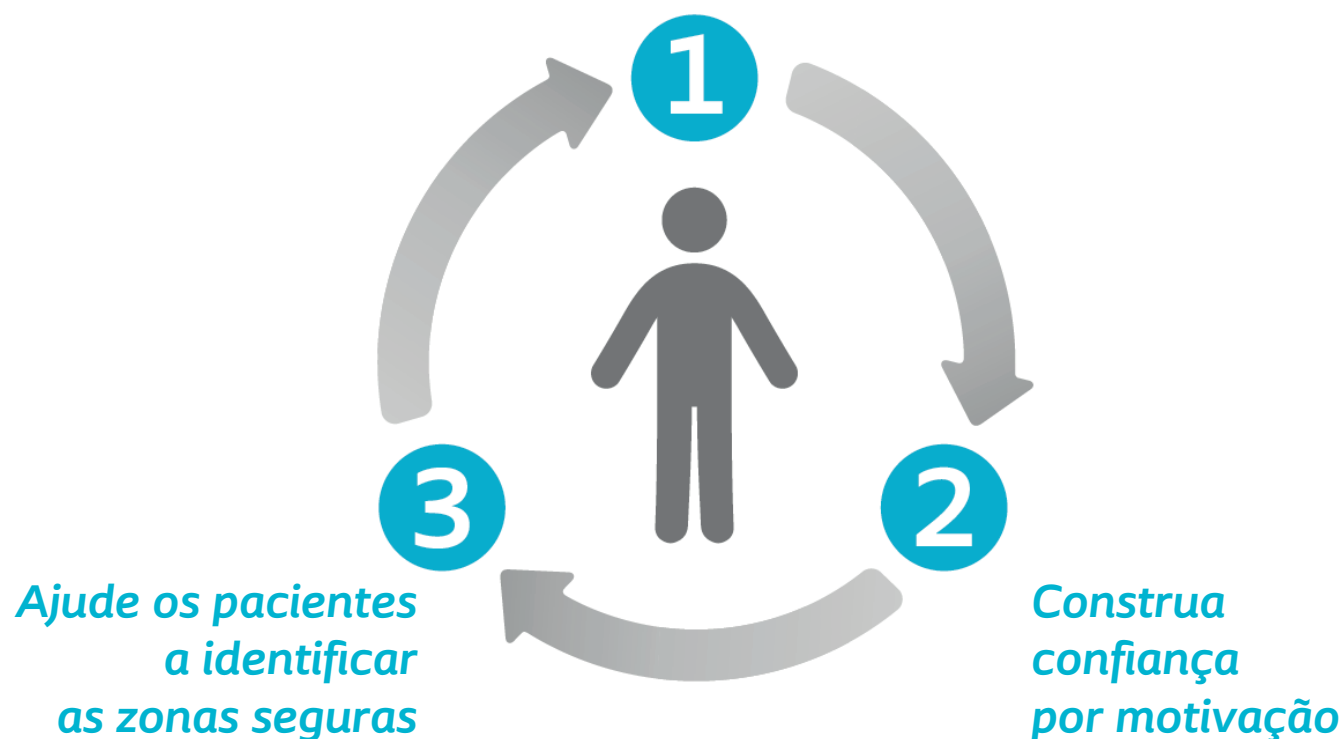 1
3
2
Ajude os pacientes
a identificar
as zonas seguras
Construa
confiança
por motivação